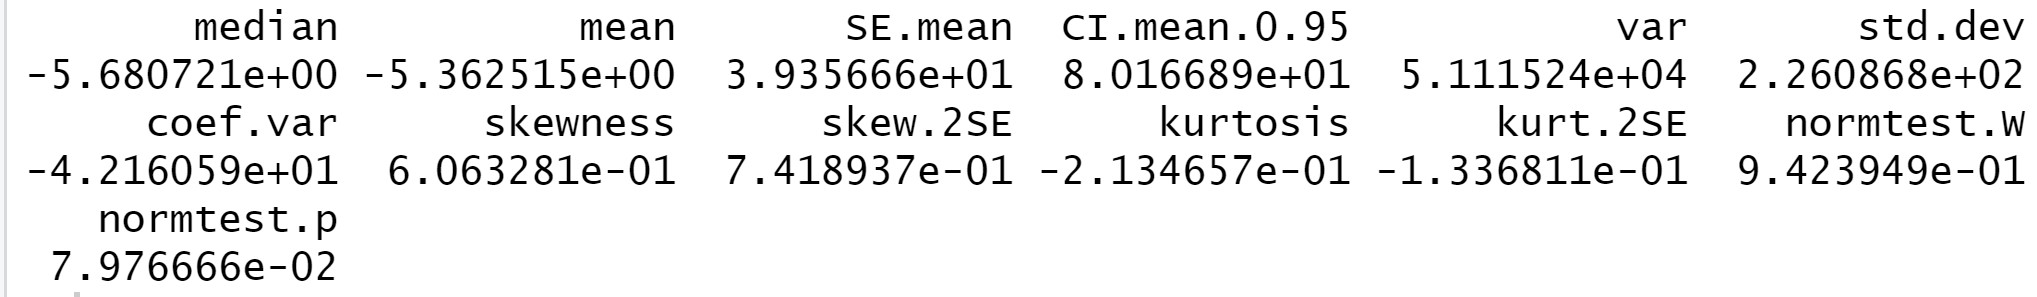 median mean SE.mean CI.mean.0.95 var std.dev
-5.680721e+00 -5.362515e+00 3.935666e+01 8.016689e+01 5.111524e+04 2.260868e+02
coef.var skewness skew.2SE kurtosis kurt.2SE normtest.W
-4.216059e+01 6.063281e-01 7.418937e-01 -2.134657e-01 -1.336811e-01 9.423949e-01
normtest.p
7.976666e-02